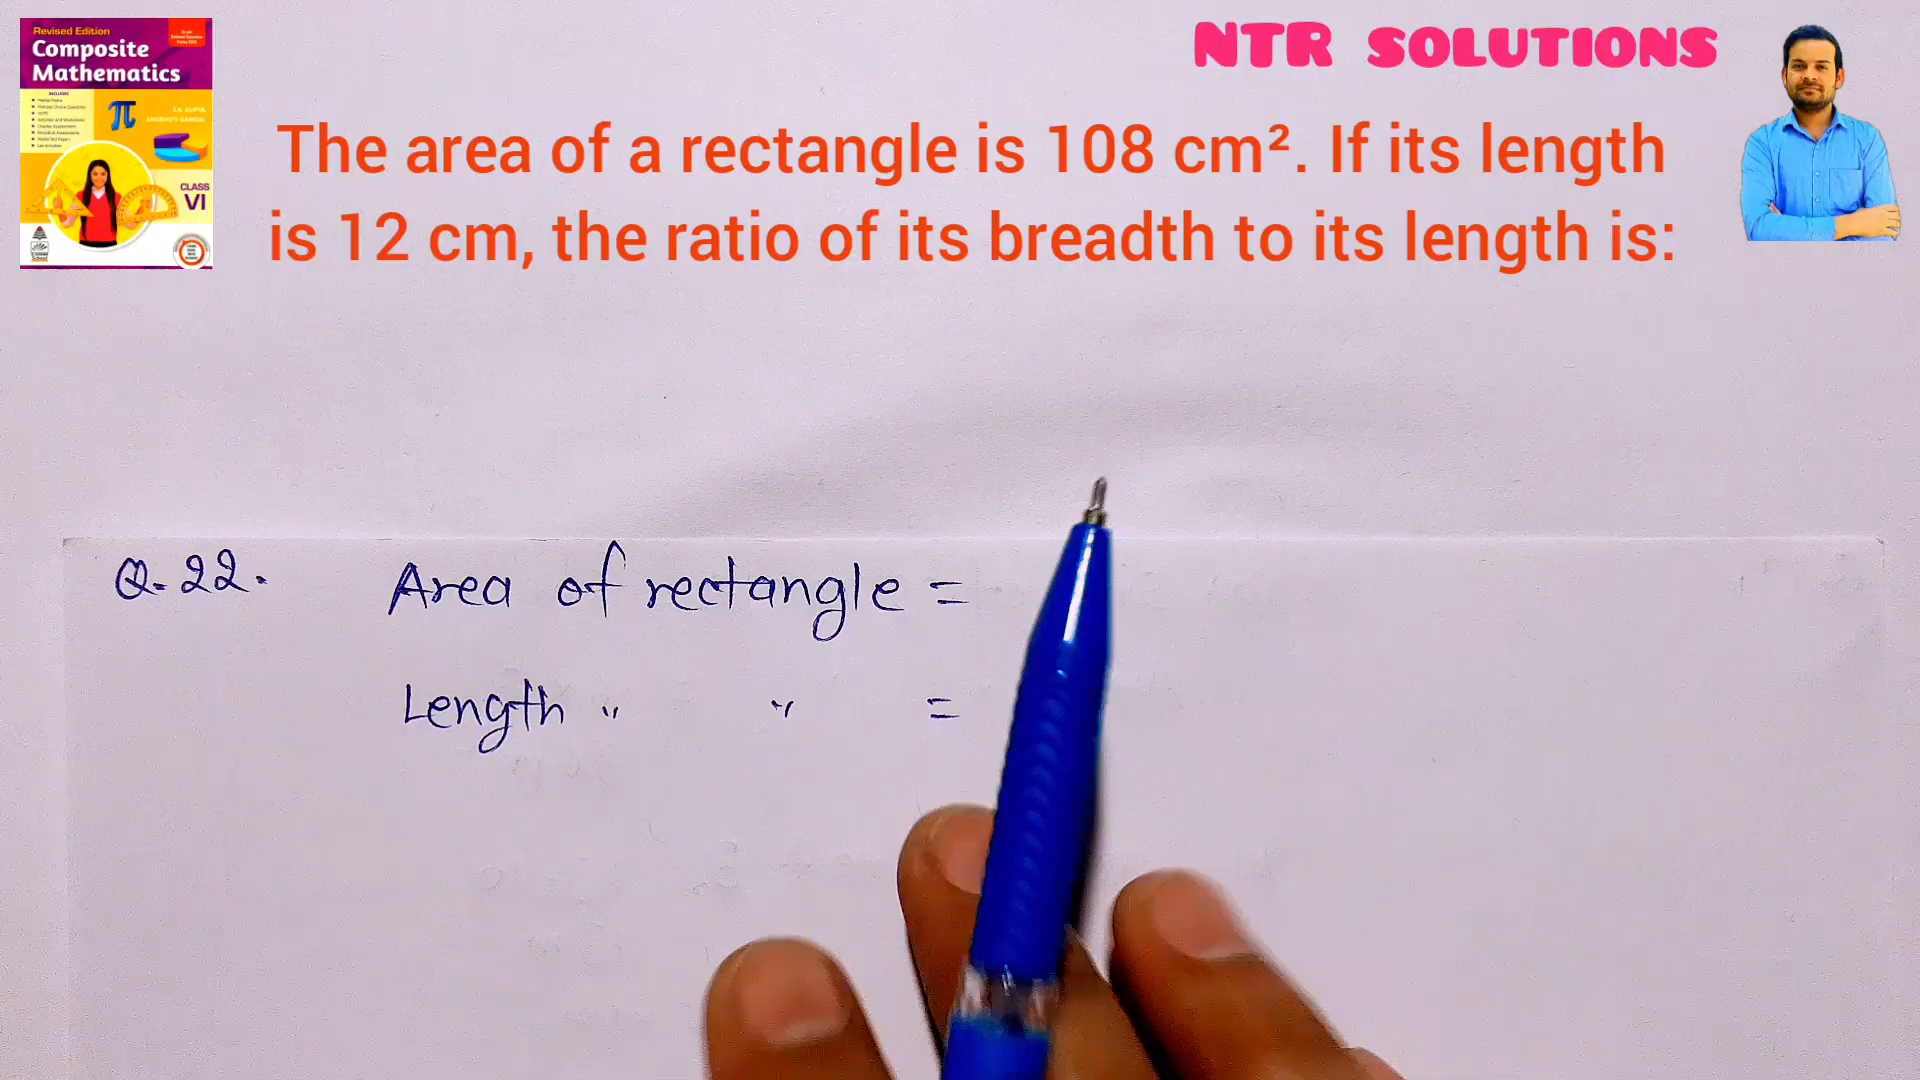 Revised Edition
Composite
Mathematics
INCLUDES
π
CLASS
VI
NTR SOLUTIONS
The area of a rectangle is 108 cm². If its length
is 12 cm, the ratio of its breadth to its length is:
Q.22. Area of rectangle =
Length " " =